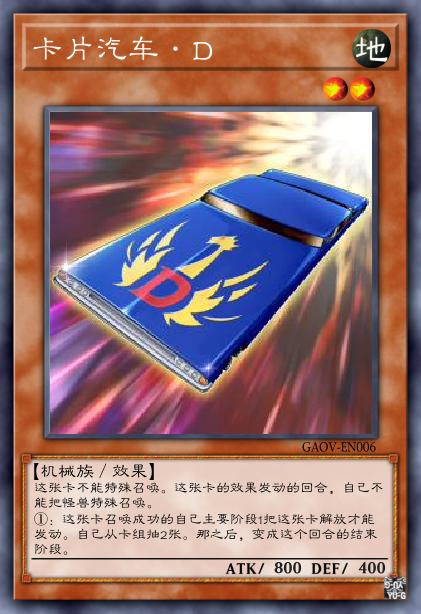 卡片汽车·D
地
D
GAOV-EN006
【机械族/效果】
这张卡不能特殊召唤。这张卡的效果发动的回合,自己不
能把怪兽特殊召唤。
①:这张卡召唤成功的自己主要阶段1把这张卡解放才能
发动。自己从卡组抽2张。那之后,变成这个回合的结束
阶段。
ATK/ 800 DEF/ 400